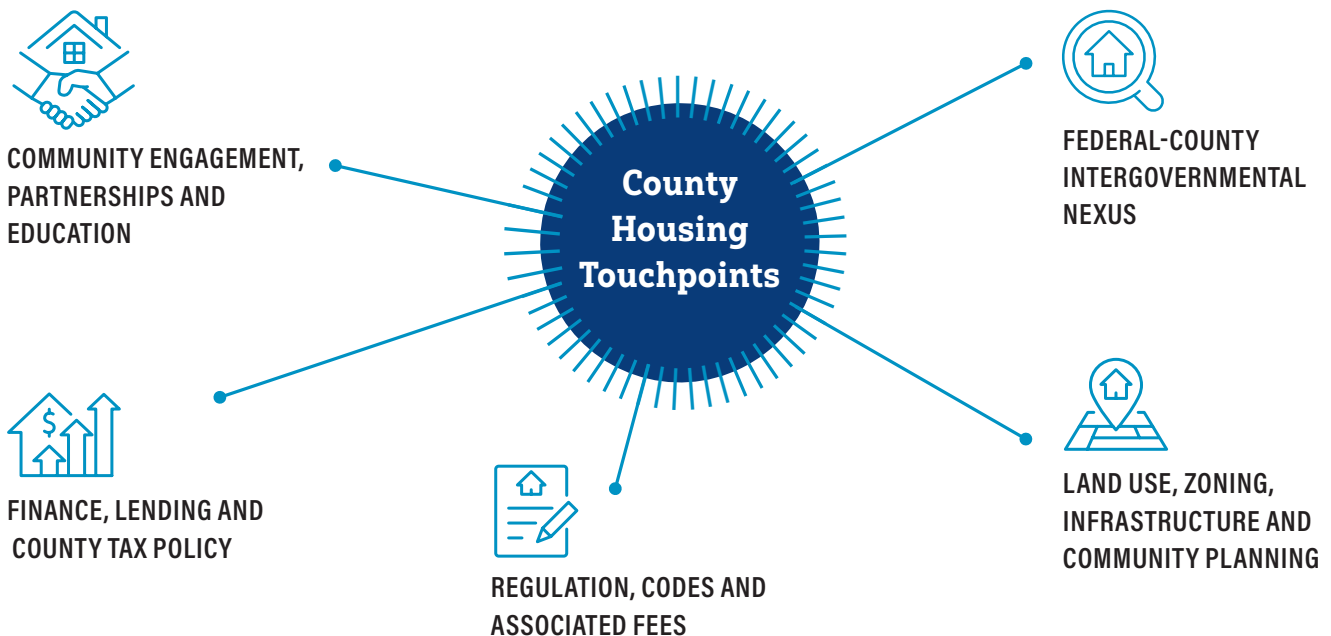 COMMUNITY ENGAGEMENT,
PARTNERSHIPS AND
EDUCATION
County
Housing
Touchpoints
FEDERAL-COUNTY
INTERGOVERNMENTAL
NEXUS
$
FINANCE, LENDING AND
COUNTY TAX POLICY
REGULATION, CODES AND
ASSOCIATED FEES
LAND USE, ZONING,
INFRASTRUCTURE AND
COMMUNITY PLANNING